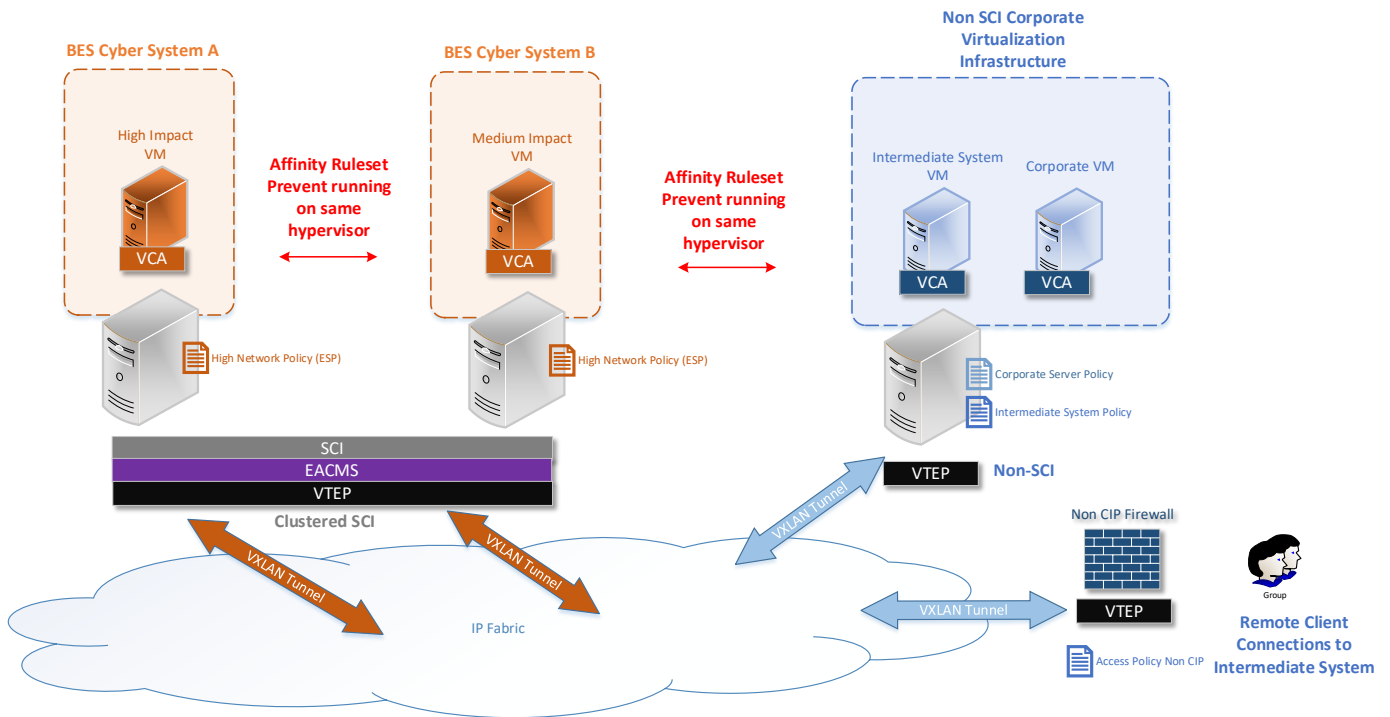 BES Cyber System A
BES Cyber System B
Non SCI Corporate
Virtualization
Infrastructure
High Impact
VM
VCA
Affinity Ruleset
Prevent running
on same
hypervisor
Medium Impact
VM
VCA
Affinity Ruleset
Prevent running
on same
hypervisor
Intermediate System
VM
VCA
Corporate VM
VCA
High Network Policy (ESP)
High Network Policy (ESP)
Corporate Server Policy
Intermediate System Policy
SCI
EACMS
VTEP
Clustered SCI
VTEP
Non-SCI
VXLAN Tunnel
VXLAN Tunnel
VXLAN Tunnel
VXLAN Tunnel
IP Fabric
Non CIP Firewall
VTEP
Access Policy Non CIP
Group
Remote Client
Connections to
Intermediate System